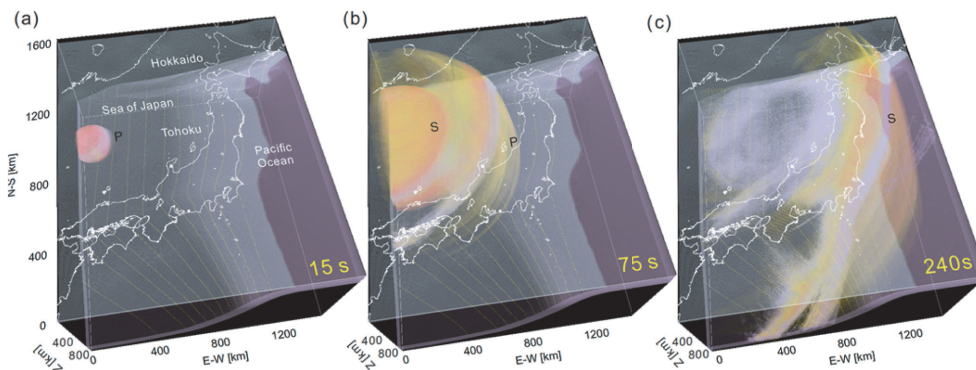 (a)
1600
1200
800
400
0
N-S [km]
Hokkaido
Sea of Japan
P
Tohoku
Pacific
Ocean
15 s
400
800
Z [km]
0
400
800
1200
E-W [km]
(b)
S
P
75 s
400
800
Z [km]
0
400
800
1200
E-W [km]
(c)
S
240s
400
800
Z [km]
0
400
800
1200
E-W [km]